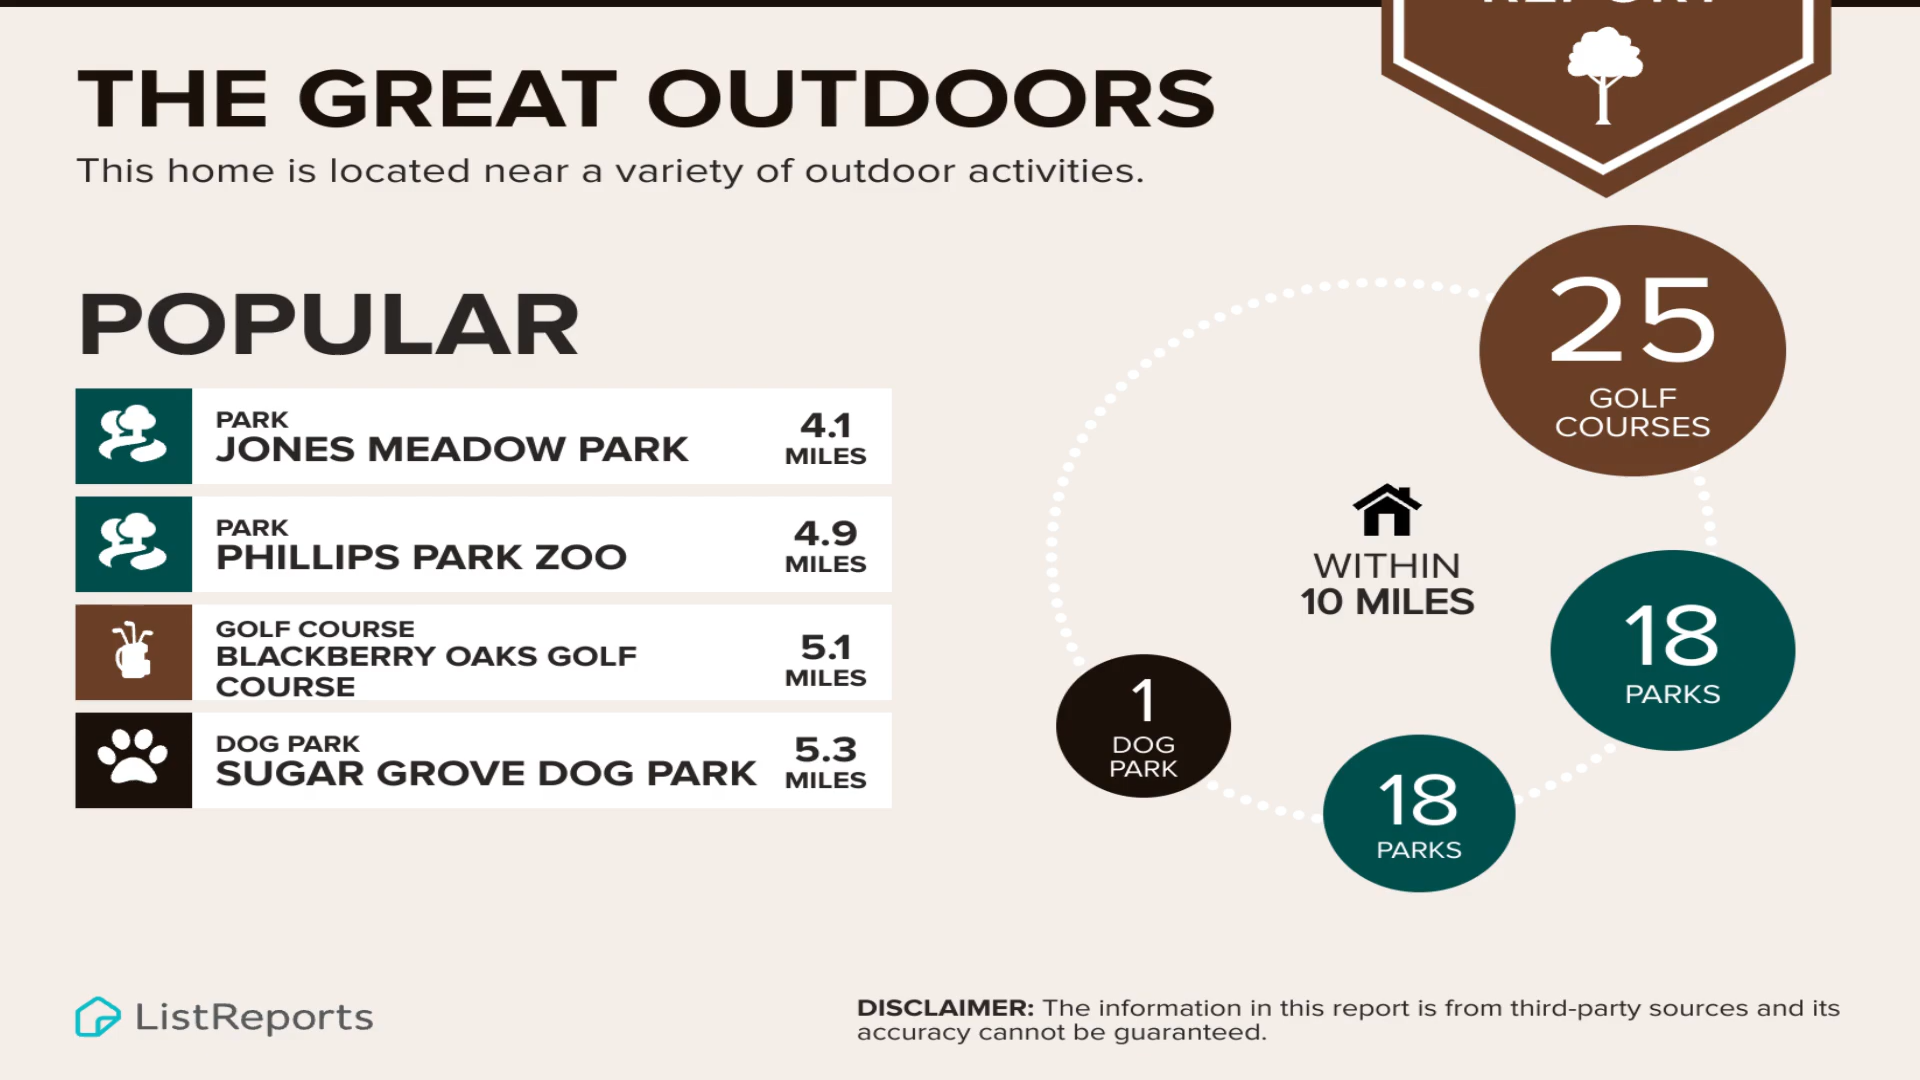 REPORT
THE GREAT OUTDOORS
This home is located near a variety of outdoor activities.
POPULAR
PARK
JONES MEADOW PARK
4.1
MILES
PARK
PHILLIPS PARK ZOO
4.9
MILES
GOLF COURSE
BLACKBERRY OAKS GOLF
COURSE
5.1
MILES
DOG PARK
SUGAR GROVE DOG PARK
5.3
MILES
25
GOLF
COURSES
WITHIN
10 MILES
18
PARKS
1
DOG
PARK
18
PARKS
ListReports
DISCLAIMER: The information in this report is from third-party sources and its
accuracy cannot be guaranteed.